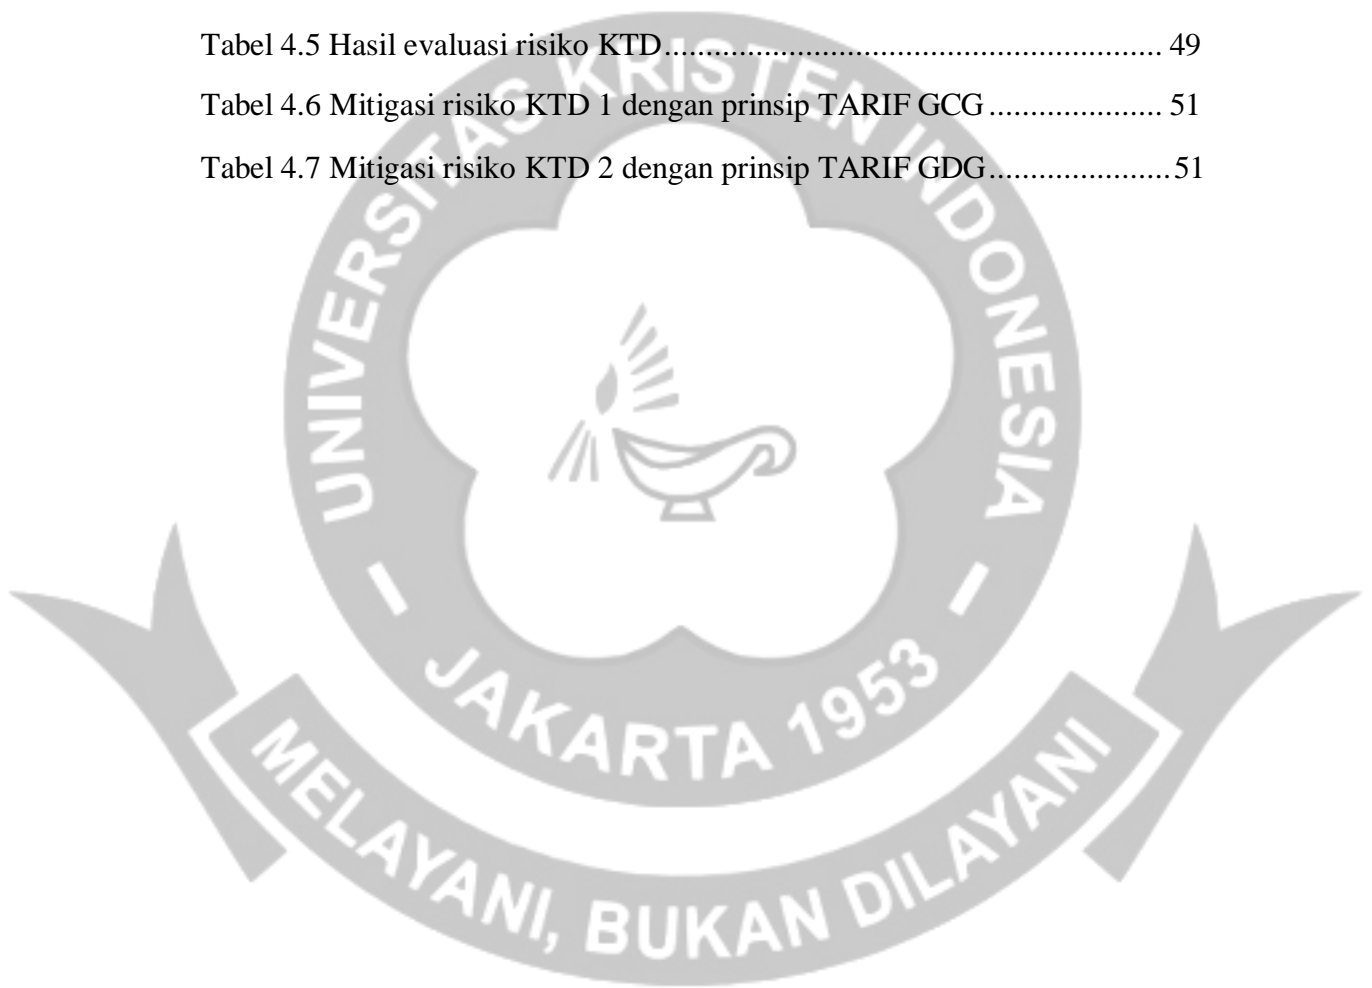 Tabel 4.5 Hasil evaluasi risiko KTD............................................................. 49
Tabel 4.6 Mitigasi risiko KTD 1 dengan prinsip TARIF GCG ..................... 51
Tabel 4.7 Mitigasi risiko KTD 2 dengan prinsip TARIF GDG......................51
UNIVERSITAS KRISTEN INDONESIA
- JAKARTA 1953 -
MELAYANI, BUKAN DILAYANI